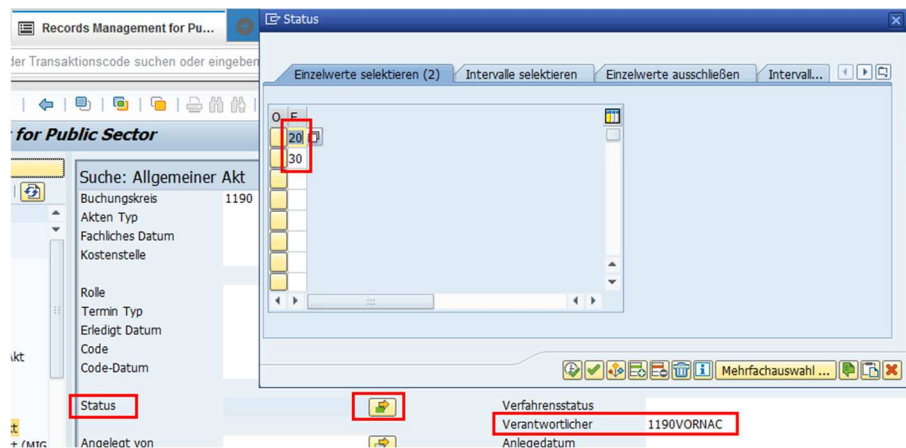 Records Management for Pu...
Status
der Transaktionscode suchen oder eingeben
Einzelwerte selektieren (2)
Intervalle selektieren
Einzelwerte ausschließen
Intervall...
for Public Sector
O.. E..
20
30
Suche: Allgemeiner Akt
Buchungskreis 1190
Akten Typ
Fachliches Datum
Kostenstelle
Rolle
Termin Typ
Erledigt Datum
Code
Akt
Code-Datum
Mehrfachauswahl ...
Status
Verfahrensstatus
Verantwortlicher 1190VORNAC
Angelegt von
Anlegedatum